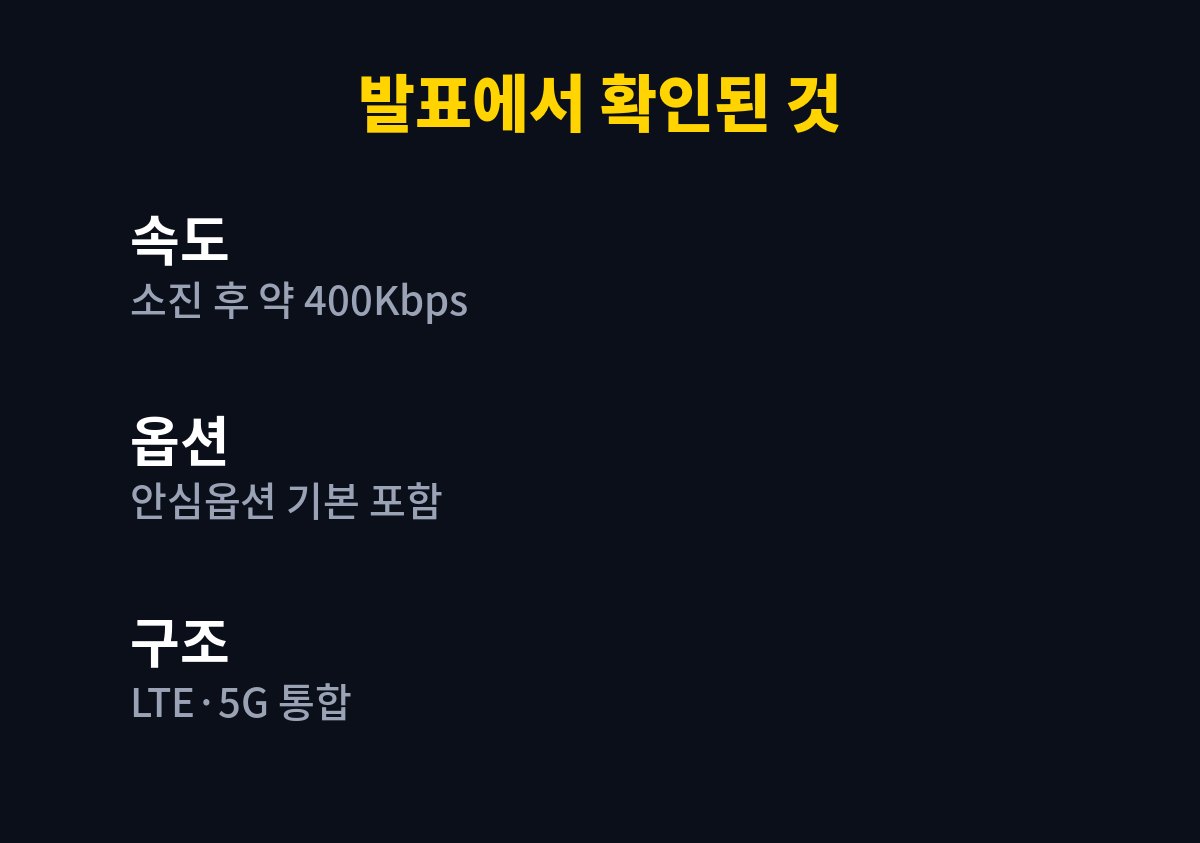 발표에서 확인된 것
속도
소진 후 약 400Kbps
옵션
안심옵션 기본 포함
구조
LTE·5G 통합